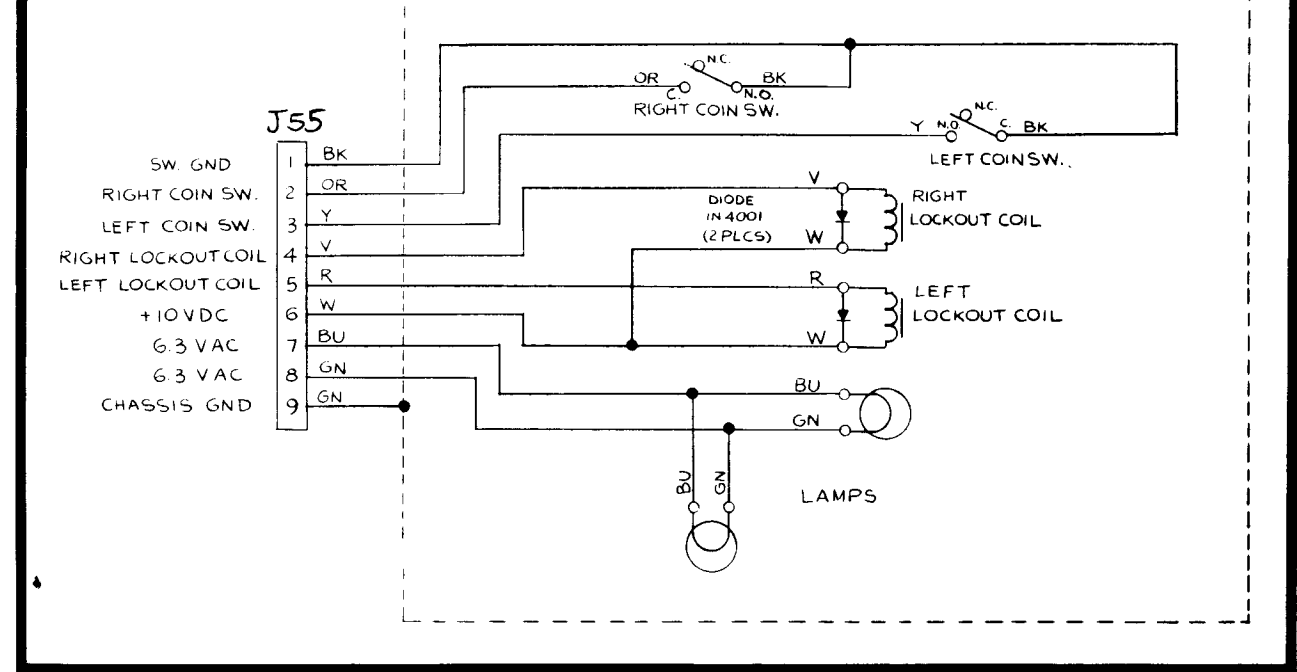 N.C.
OR
BK
C.
N.O.
RIGHT COIN SW.
N.C.
Y
N.O.
C.
BK
LEFT COIN SW..
J55
SW. GND
1
BK
RIGHT COIN SW.
2
OR
LEFT COIN SW.
3
Y
RIGHT LOCKOUT COIL
4
V
LEFT LOCKOUT COIL
5
R
+10VDC
6
W
6.3 VAC
7
BU
6.3 VAC
8
GN
CHASSIS GND
9
GN
V
DIODE
IN 4001
(2 PLCS)
W
RIGHT
LOCKOUT COIL
R
LEFT
LOCKOUT COIL
W
BU
GN
BU
GN
LAMPS